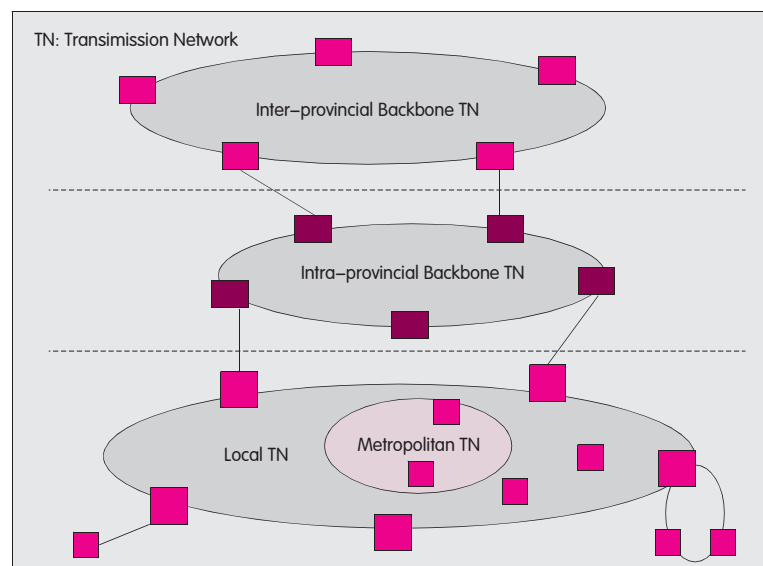 TN: Transimission Network
Inter–provincial Backbone TN
Intra–provincial Backbone TN
Local TN
Metropolitan TN